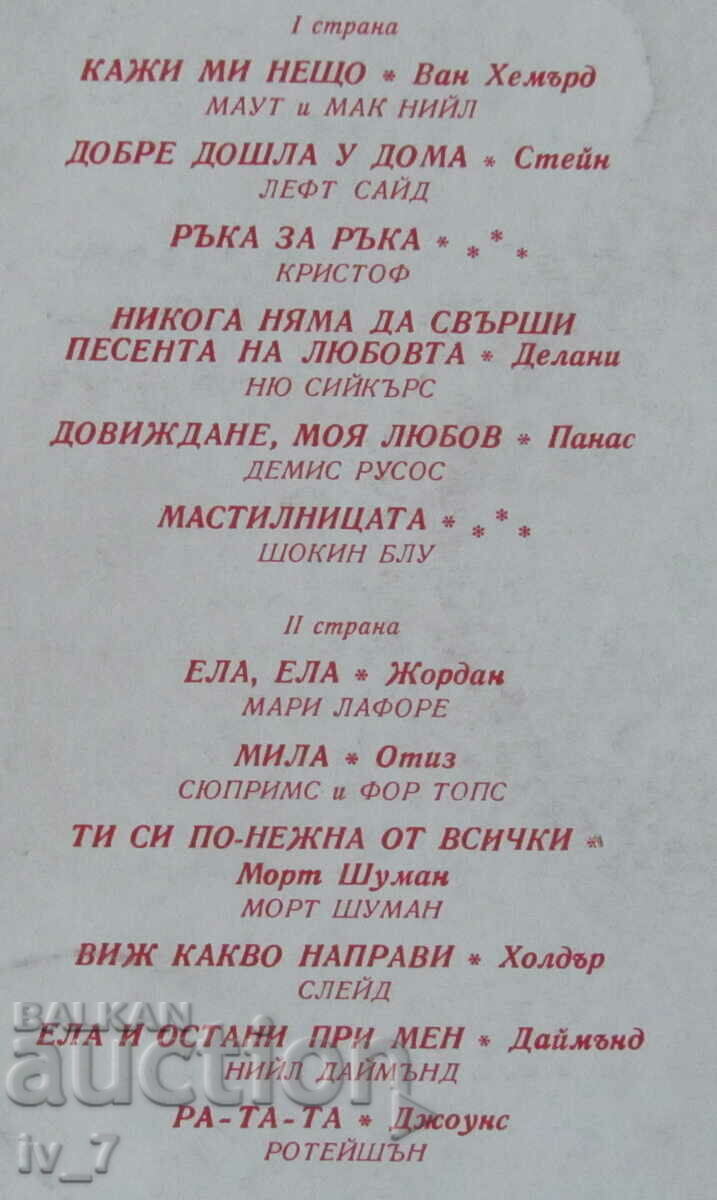 I страна
КАЖИ МИ НЕЩО * Ван Хемърд
МАУТ и МАК НИЙЛ
ДОБРЕ ДОШЛА У ДОМА * Стейн
ЛЕФТ САЙД
РЪКА ЗА РЪКА * ***
КРИСТОФ
НИКОГА НЯМА ДА СВЪРШИ
ПЕСЕНТА НА ЛЮБОВТА * Делани
НЮ СИЙКЪРС
ДОВИЖДАНЕ, МОЯ ЛЮБОВ * Панас
ДЕМИС РУСОС
МАСТИЛНИЦАТА * ***
ШОКИН БЛУ
II страна
ЕЛА, ЕЛА * Жордан
МАРИ ЛАФОРЕ
МИЛА * Отиз
СЮПРИМС и ФОР ТОПС
ТИ СИ ПО-НЕЖНА ОТ ВСИЧКИ *
Морт Шуман
МОРТ ШУМАН
ВИЖ КАКВО НАПРАВИ * Холдър
СЛЕЙД
ЕЛА И ОСТАНИ ПРИ МЕН * Даймънд
НИЙЛ ДАЙМЪНД
РА-ТА-ТА * Джоунс
РОТЕЙШЪН
BALKAN
auction
iv_7